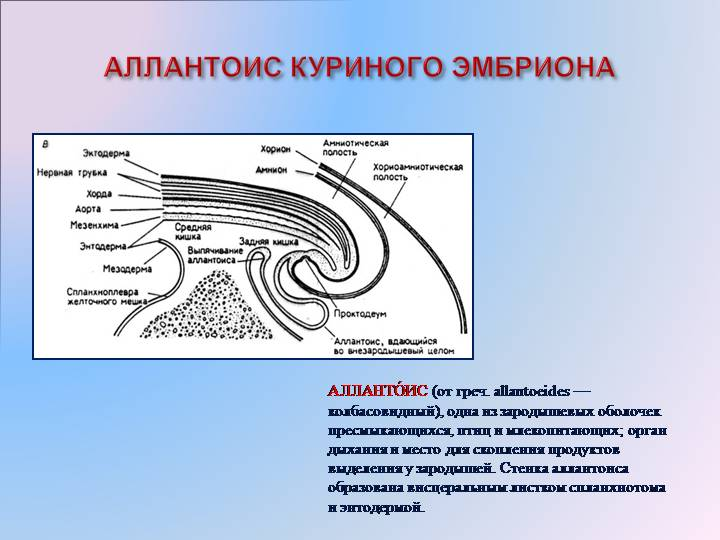 АЛЛАНТОИС КУРИНОГО ЭМБРИОНА
В
Эктодерма
Нервная трубка
Хорда
Аорта
Мезенхима
Энтодерма
Мезодерма
Спланхноплевра
желточного мешка
Средняя
кишка
Выпячивание
аллантоиса
Задняя кишка
Хорион
Амнион
Амниотическая
полость
Хориоамниотическая
полость
Проктодеум
Аллантоис, вдающийся
во внезародышевый целом
АЛЛАНТО́ИС (от греч. allantoeides —
колбасовидный), одна из зародышевых оболочек
пресмыкающихся, птиц и млекопитающих; орган
дыхания и место для скопления продуктов
выделения у зародышей. Стенка аллантоиса
образована висцеральным листком спланхнотома
и энтодермой.